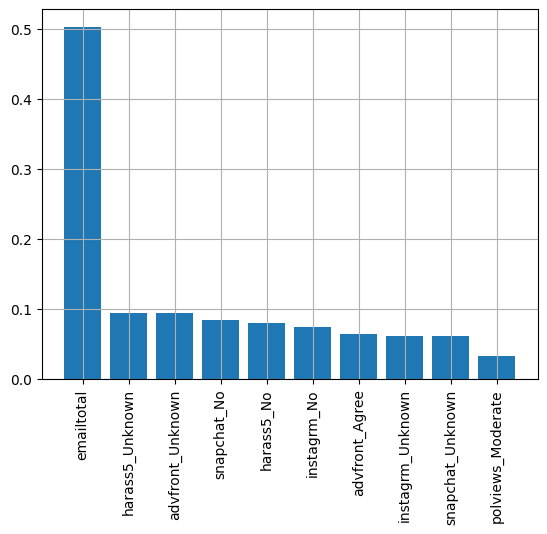 0.5
0.4
0.3
0.2
0.1
0.0
emailtotal
harass5_Unknown
advfront_Unknown
snapchat_No
harass5_No
instagrm_No
advfront_Agree
instagrm_Unknown
snapchat_Unknown
polviews_Moderate